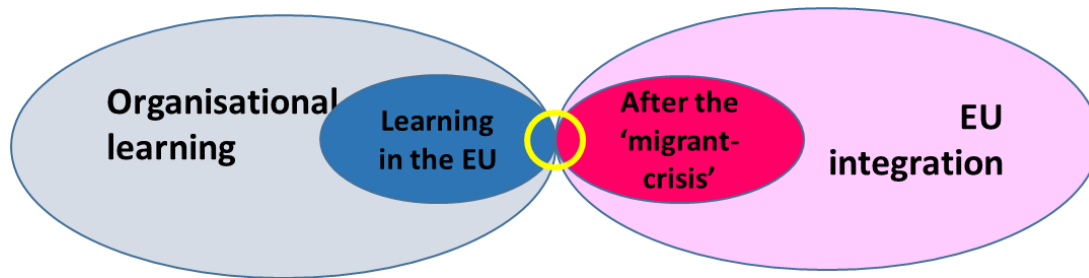 Organisational
learning
Learning
in the EU
After the
‘migrant-
crisis’
EU
integration